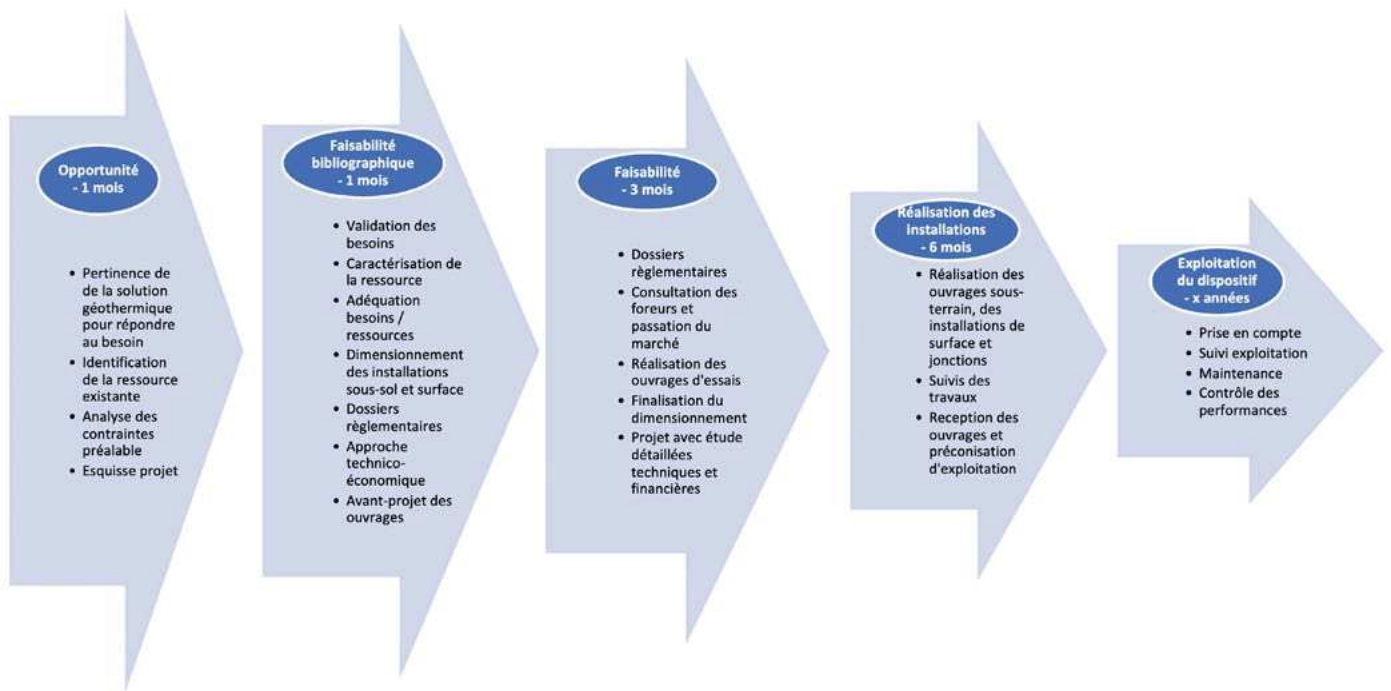 Opportunité
- 1 mois
• Pertinence de
de la solution
géothermique
pour répondre
au besoin
• Identification
de la ressource
existante
• Analyse des
contraintes
préalable
• Esquisse projet
Faisabilité
bibliographique
- 1 mois
• Validation des
besoins
• Caractérisation de
la ressource
• Adéquation
besoins /
ressources
• Dimensionnement
des installations
sous-sol et surface
• Dossiers
règlementaires
• Approche
technico-
économique
• Avant-projet des
ouvrages
Faisabilité
- 3 mois
• Dossiers
règlementaires
• Consultation des
foreurs et
passation du
marché
• Réalisation des
ouvrages d'essais
• Finalisation du
dimensionnement
• Projet avec étude
détaillées
techniques et
financières
Réalisation des
installations
- 6 mois
• Réalisation des
ouvrages sous-
terrain, des
installations de
surface et
jonctions
• Suivis des
travaux
• Reception des
ouvrages et
préconisation
d'exploitation
Exploitation
du dispositif
- x années
• Prise en compte
• Suivi exploitation
• Maintenance
• Contrôle des
performances